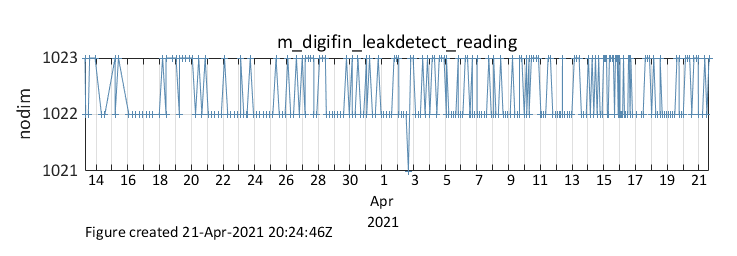 m_digifin_leakdetect_reading
1023
1022
1021
nodim
14 16 18 20 22 24 26 28 30 1 3 5 7 9 11 13 15 17 19 21
Apr
2021
Figure created 21-Apr-2021 20:24:46Z